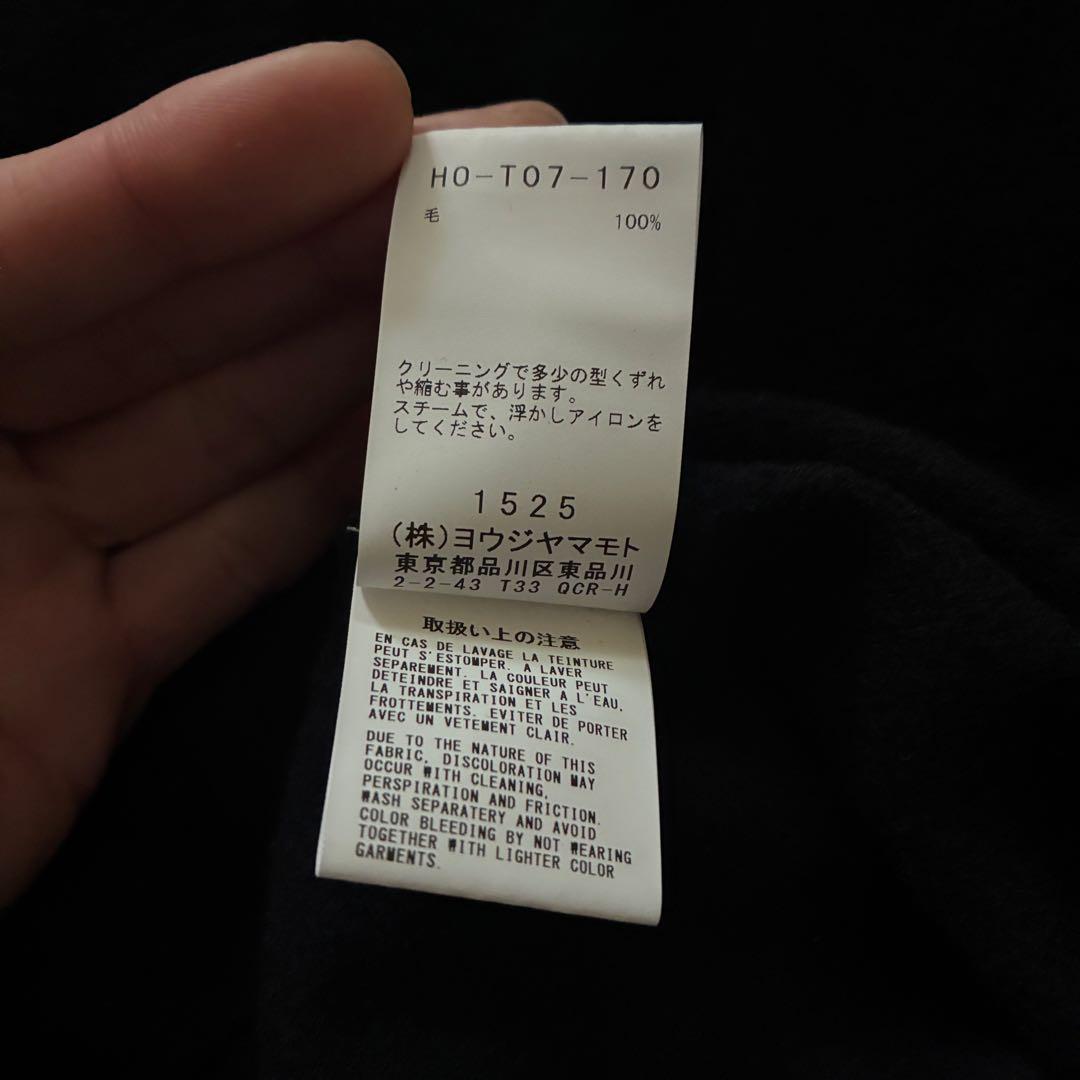 HO-T07-170
毛 100%
クリーニングで多少の型くずれ
や縮む事があります。
スチームで、浮かしアイロンを
してください。
1525
(株)ヨウジヤマモト
東京都品川区東品川
2-2-43 T33 QCR-H
取扱い上の注意
EN CAS DE LAVAGE LA TEINTURE
PEUT S'ESTOMPER. A LAVER
SEPAREMENT. LA COULEUR PEUT
DETEINDRE ET SAIGNER A L'EAU,
LA TRANSPIRATION ET LES
FROTTEMENTS. EVITER DE PORTER
AVEC UN VETEMENT CLAIR.
DUE TO THE NATURE OF THIS
FABRIC, DISCOLORATION MAY
OCCUR WITH CLEANING,
PERSPIRATION AND FRICTION.
WASH SEPARATERY AND AVOID
COLOR BLEEDING BY NOT WEARING
TOGETHER WITH LIGHTER COLOR
GARMENTS.